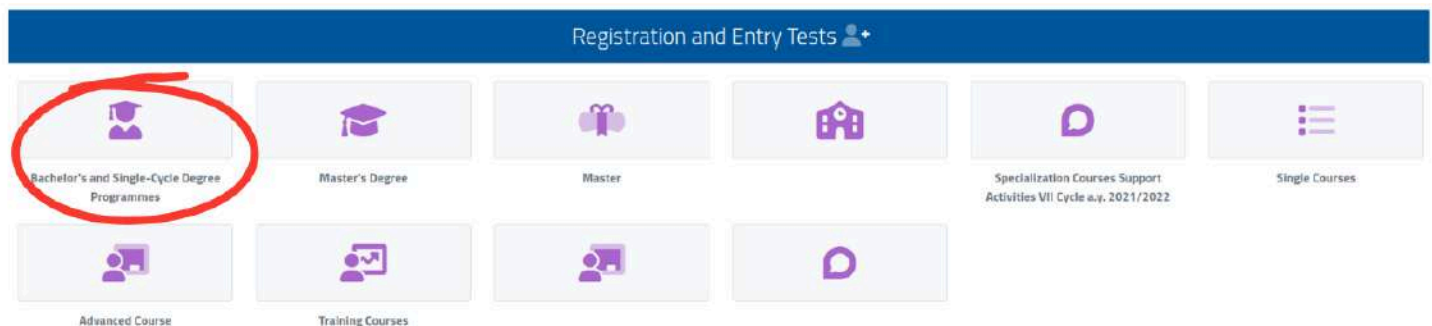 Registration and Entry Tests
Bachelor's and Single-Cycle Degree
Programmes
Master's Degree
Master
Specialization Courses Support
Activities VII Cycle a.y. 2021/2022
Single Courses
Advanced Course
Training Courses